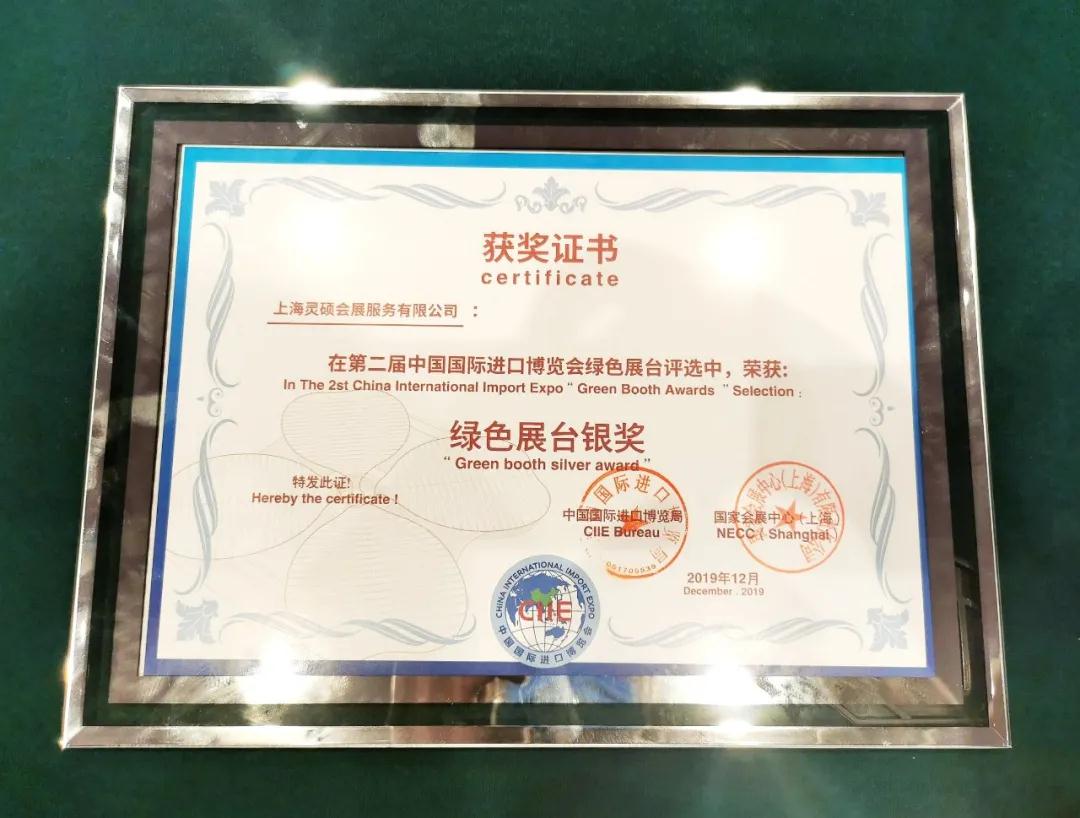 获奖证书
certificate
上海灵硕会展服务有限公司 :
在第二届中国国际进口博览会绿色展台评选中，荣获:
In The 2st China International Import Expo “ Green Booth Awards ” Selection :
绿色展台银奖
“ Green booth silver award ”
特发此证!
Hereby the certificate !
中国国际进口博览局
CIIE Bureau
国家会展中心（上海）
NECC （Shanghai）
2019年12月
December . 2019
CHINA INTERNATIONAL IMPORT EXPO
CIIE
中国国际进口博览会